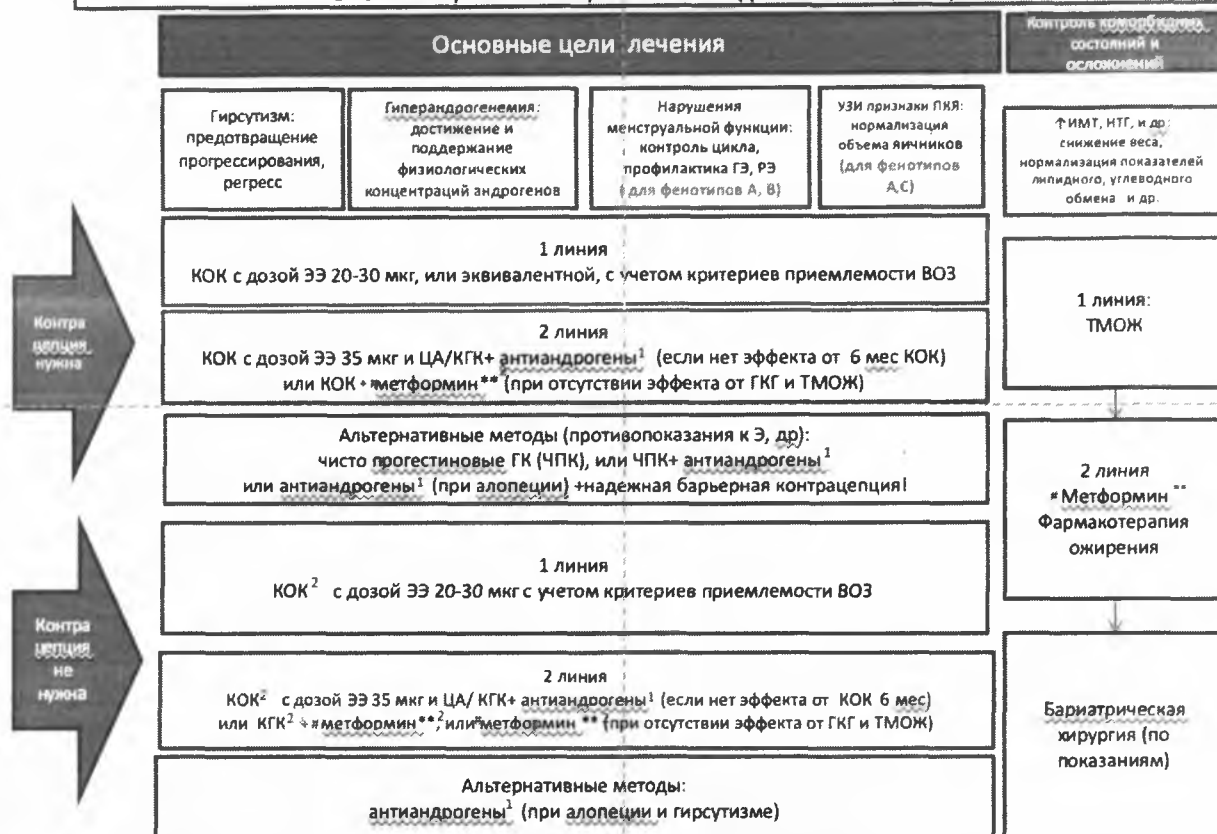 Основные цели лечения
Контроль коморбидных
состояний и
осложнений
Гирсутизм:
предотвращение
прогрессирования,
регресс
Гиперандрогенемия:
достижение и
поддержание
физиологических
концентраций андрогенов
Нарушения
менструальной функции:
контроль цикла,
профилактика ГЭ, РЭ
(для фенотипов А, В)
УЗИ признаки ПКЯ:
нормализация
объема яичников
(для фенотипов
А,С)
↑ИМТ, НТГ, и др:
снижение веса,
нормализация показателей
липидного, углеводного
обмена и др.
Контра
цепция
нужна
1 линия
КОК с дозой ЭЭ 20-30 мкг, или эквивалентной, с учетом критериев приемлемости ВОЗ
2 линия
КОК с дозой ЭЭ 35 мкг и ЦА/КГК+ антиандрогены¹ (если нет эффекта от 6 мес КОК)
или КОК +#метформин** (при отсутствии эффекта от ГКГ и ТМОЖ)
Альтернативные методы (противопоказания к Э, др):
чисто прогестиновые ГК (ЧПК), или ЧПК+ антиандрогены¹
или антиандрогены¹ (при алопеции) +надежная барьерная контрацепция!
Контра
цепция
не
нужна
1 линия
КОК² с дозой ЭЭ 20-30 мкг с учетом критериев приемлемости ВОЗ
2 линия
КОК² с дозой ЭЭ 35 мкг и ЦА/ КГК+ антиандрогены¹ (если нет эффекта от КОК 6 мес)
или КГК² +#метформин**,² или#метформин ** (при отсутствии эффекта от ГКГ и ТМОЖ)
Альтернативные методы:
антиандрогены¹ (при алопеции и гирсутизме)
1 линия:
ТМОЖ
2 линия
#Метформин **
Фармакотерапия
ожирения
Бариатрическая
хирургия (по
показаниям)